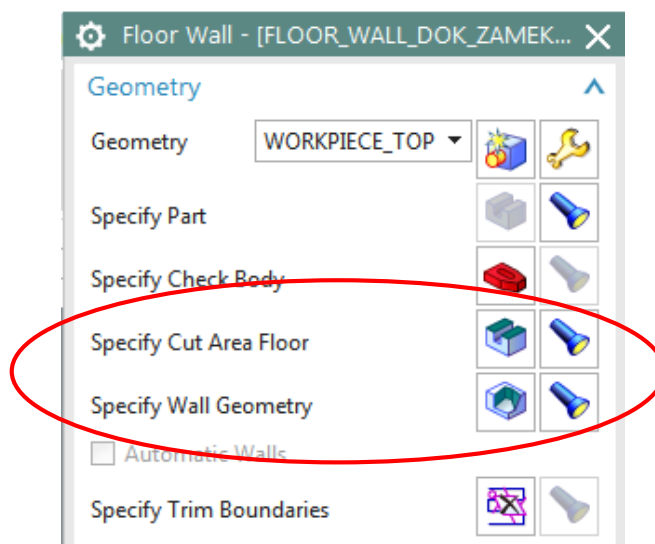 Floor Wall - [FLOOR_WALL_DOK_ZAMEK...
Geometry
Geometry WORKPIECE_TOP
Specify Part
Specify Check Body
Specify Cut Area Floor
Specify Wall Geometry
Automatic Walls
Specify Trim Boundaries